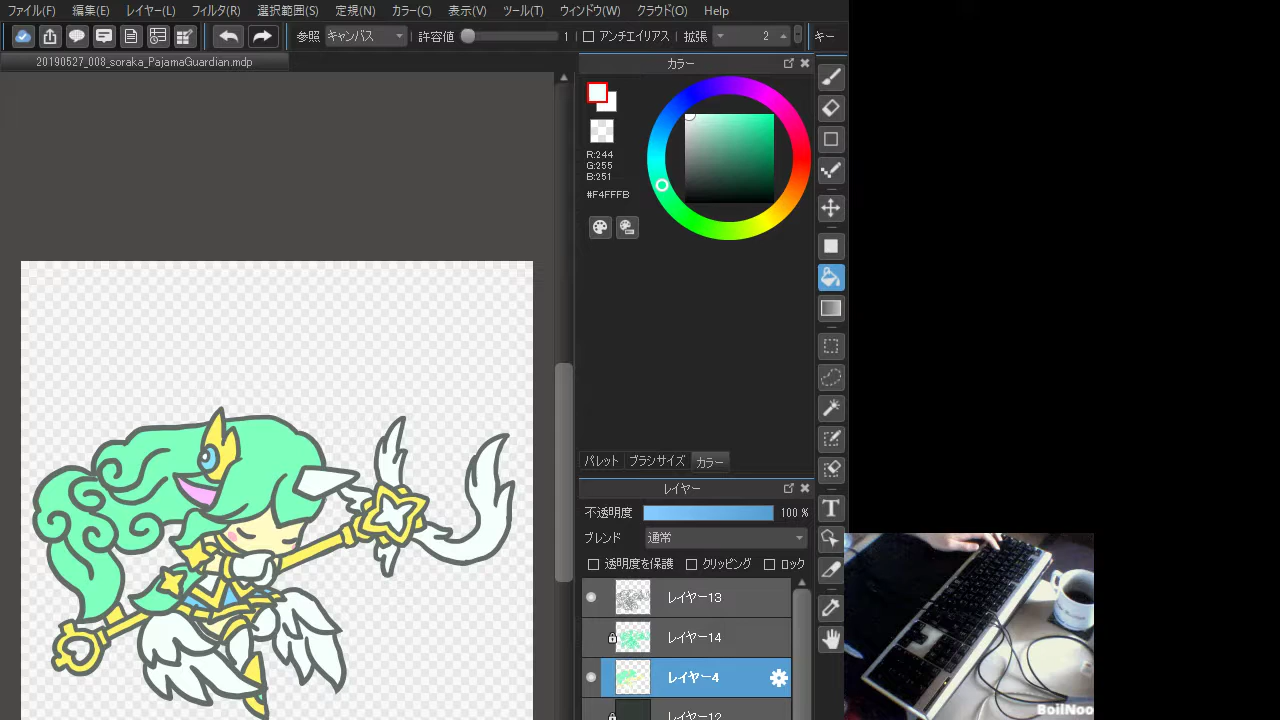 ファイル(F) 編集(E) レイヤー(L) フィルタ(R) 選択範囲(S) 定規(N) カラー(C) 表示(V) ツール(T) ウィンドウ(W) クラウド(O) Help
参照 キャンバス 許容値 1 アンチエイリアス 拡張 2 キー
20190527_008_soraka_PajamaGuardian.mdp
カラー
R:244
G:255
B:251
#F4FFFB
パレット ブラシサイズ カラー
レイヤー
不透明度 100 %
ブレンド 通常
透明度を保護 クリッピング ロック
レイヤー13
レイヤー14
レイヤー4
レイヤー12
T
BoilNoo